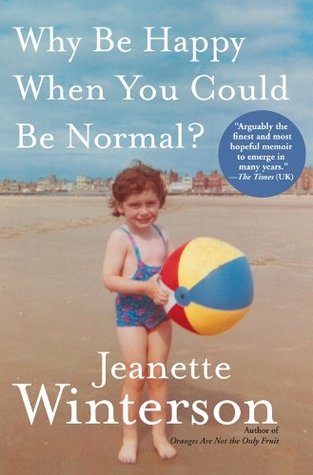 Why Be Happy
When You Could
Be Normal?
“Arguably the
finest and most
hopeful memoir
to emerge in
many years.”
—The Times (UK)
Jeanette
Winterson
Author of
Oranges Are Not the Only Fruit